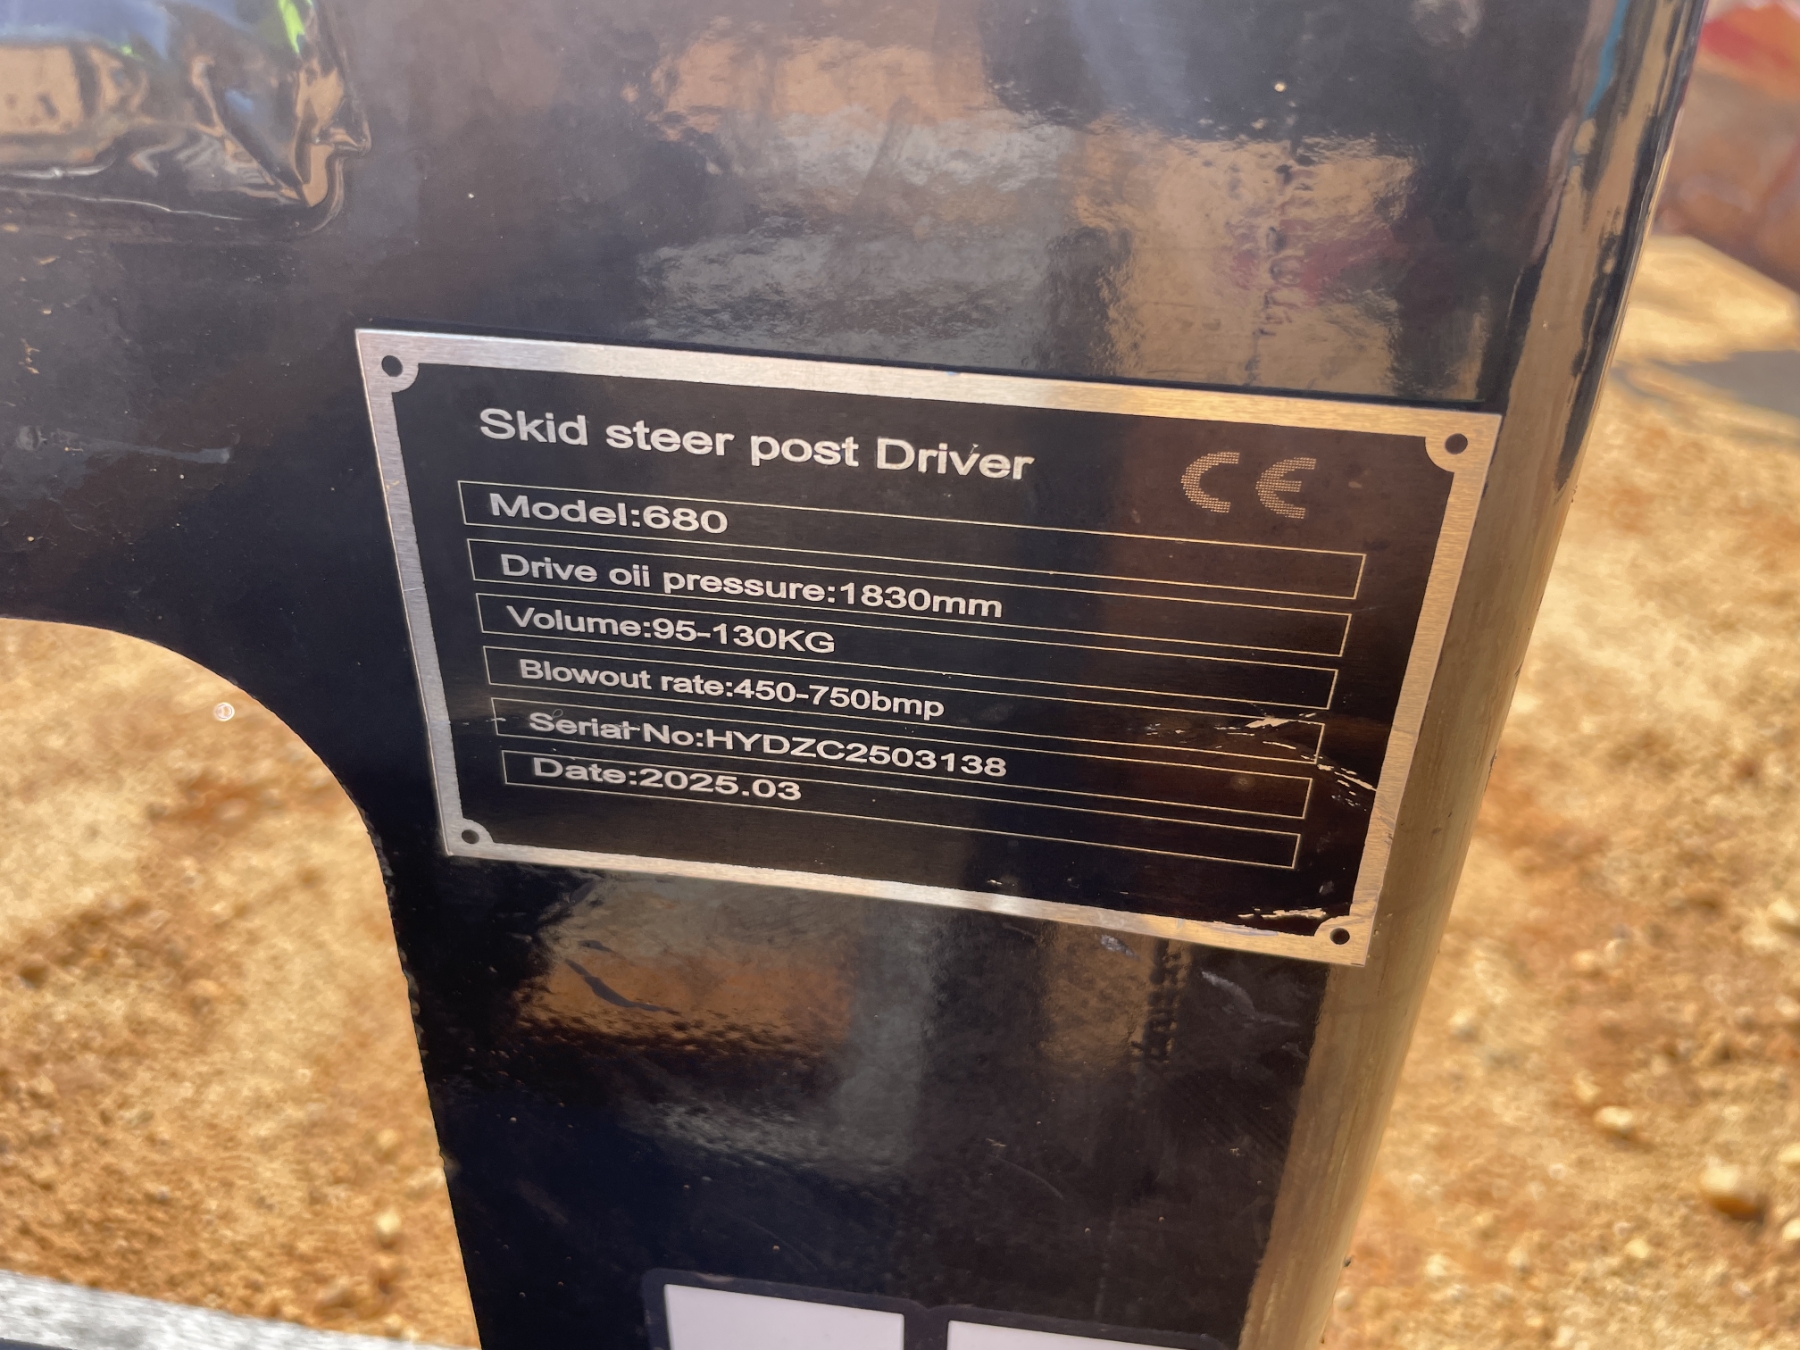 Skid steer post Driver
CE
Model:680
Drive oii pressure:1830mm
Volume:95-130KG
Blowout rate:450-750bmp
Serial No:HYDZC2503138
Date:2025.03